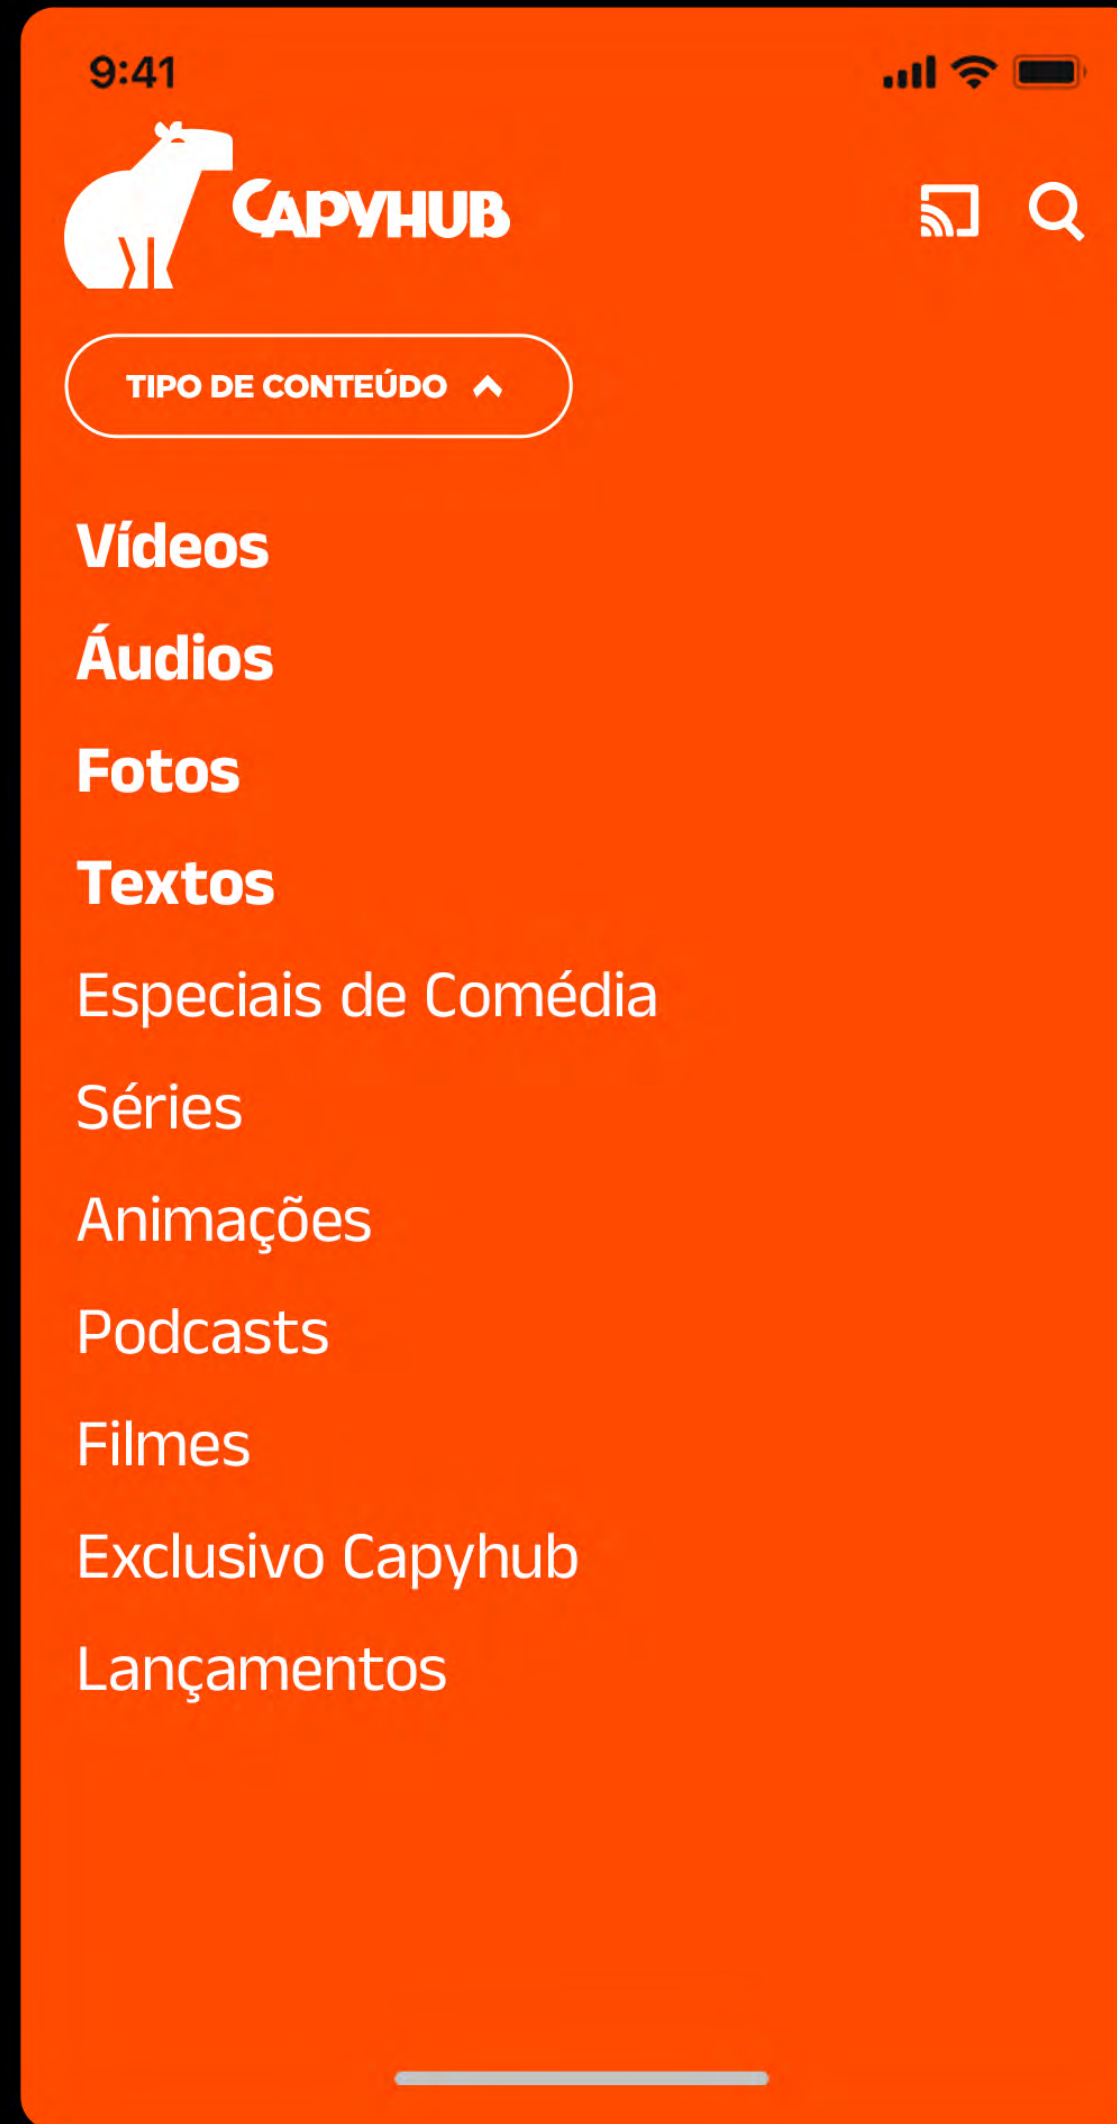 9:41
CAPYHUB
TIPO DE CONTEÚDO
Vídeos
Áudios
Fotos
Textos
Especiais de Comédia
Séries
Animações
Podcasts
Filmes
Exclusivo Capyhub
Lançamentos